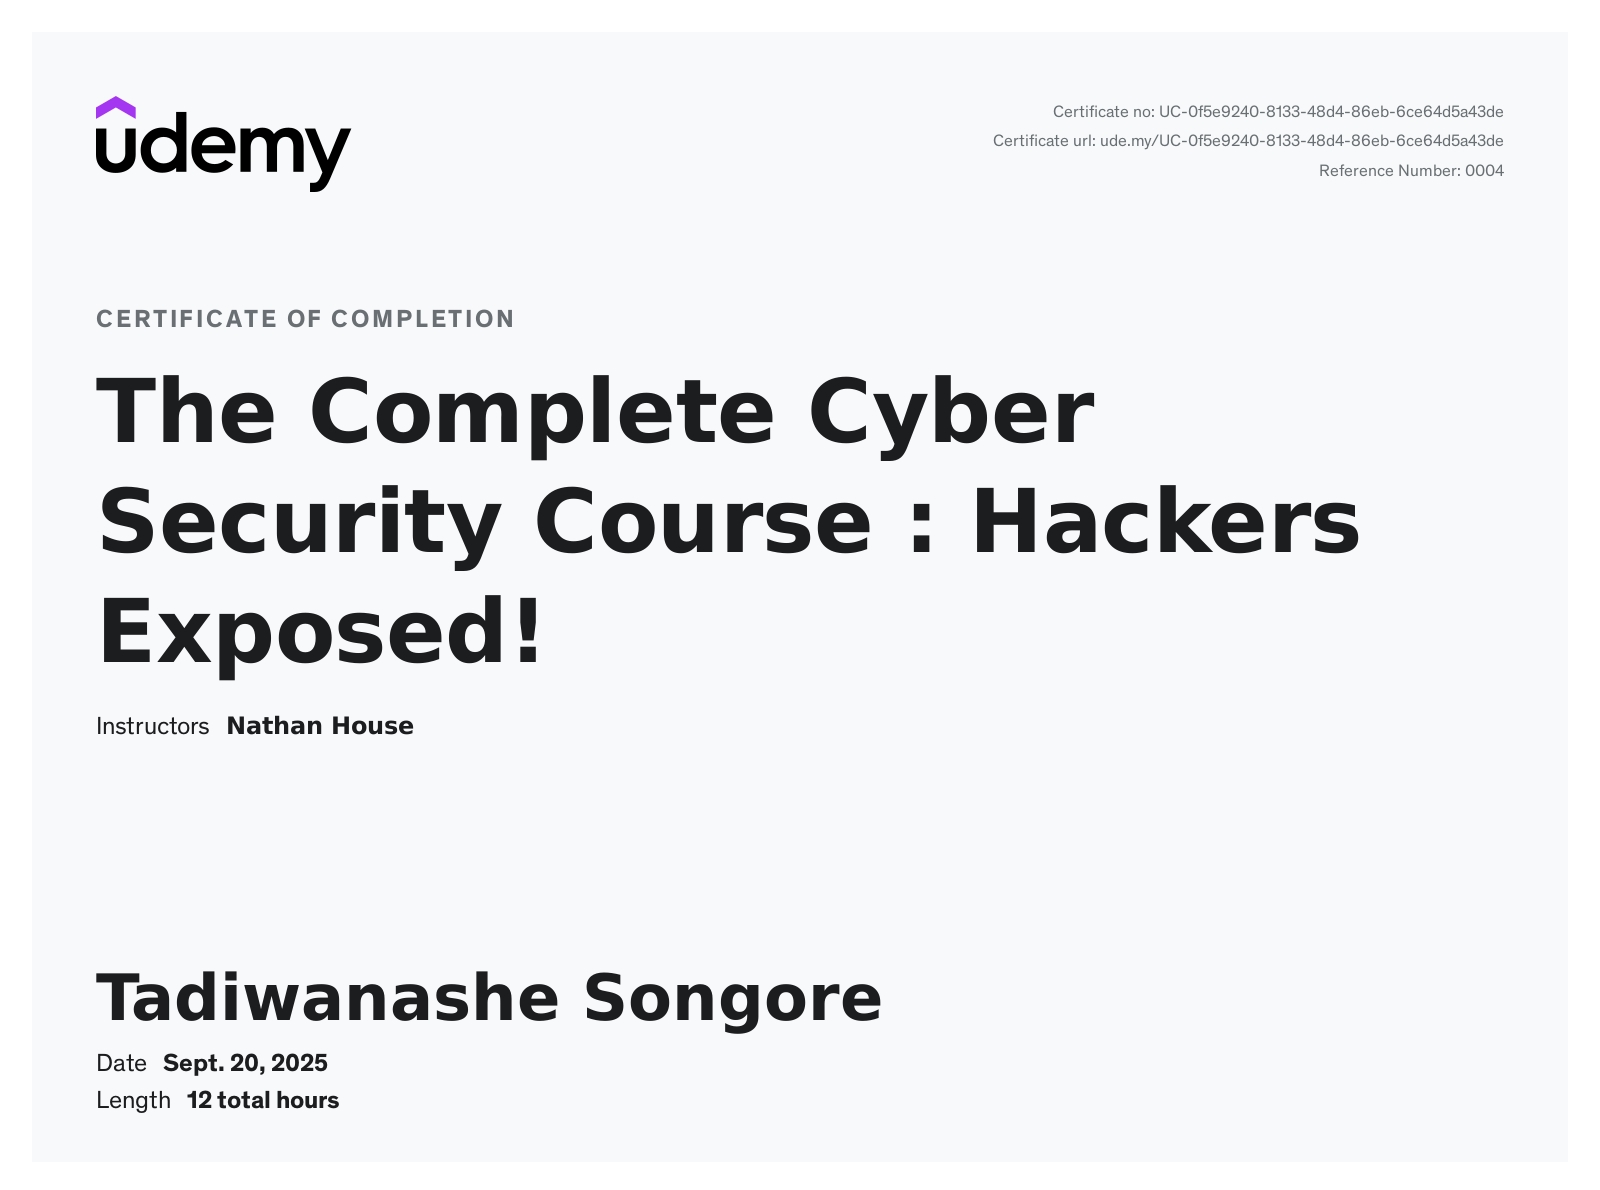 udemy
Certificate no: UC-0f5e9240-8133-48d4-86eb-6ce64d5a43de
Certificate url: ude.my/UC-0f5e9240-8133-48d4-86eb-6ce64d5a43de
Reference Number: 0004
CERTIFICATE OF COMPLETION
The Complete Cyber
Security Course : Hackers
Exposed!
Instructors Nathan House
Tadiwanashe Songore
Date Sept. 20, 2025
Length 12 total hours